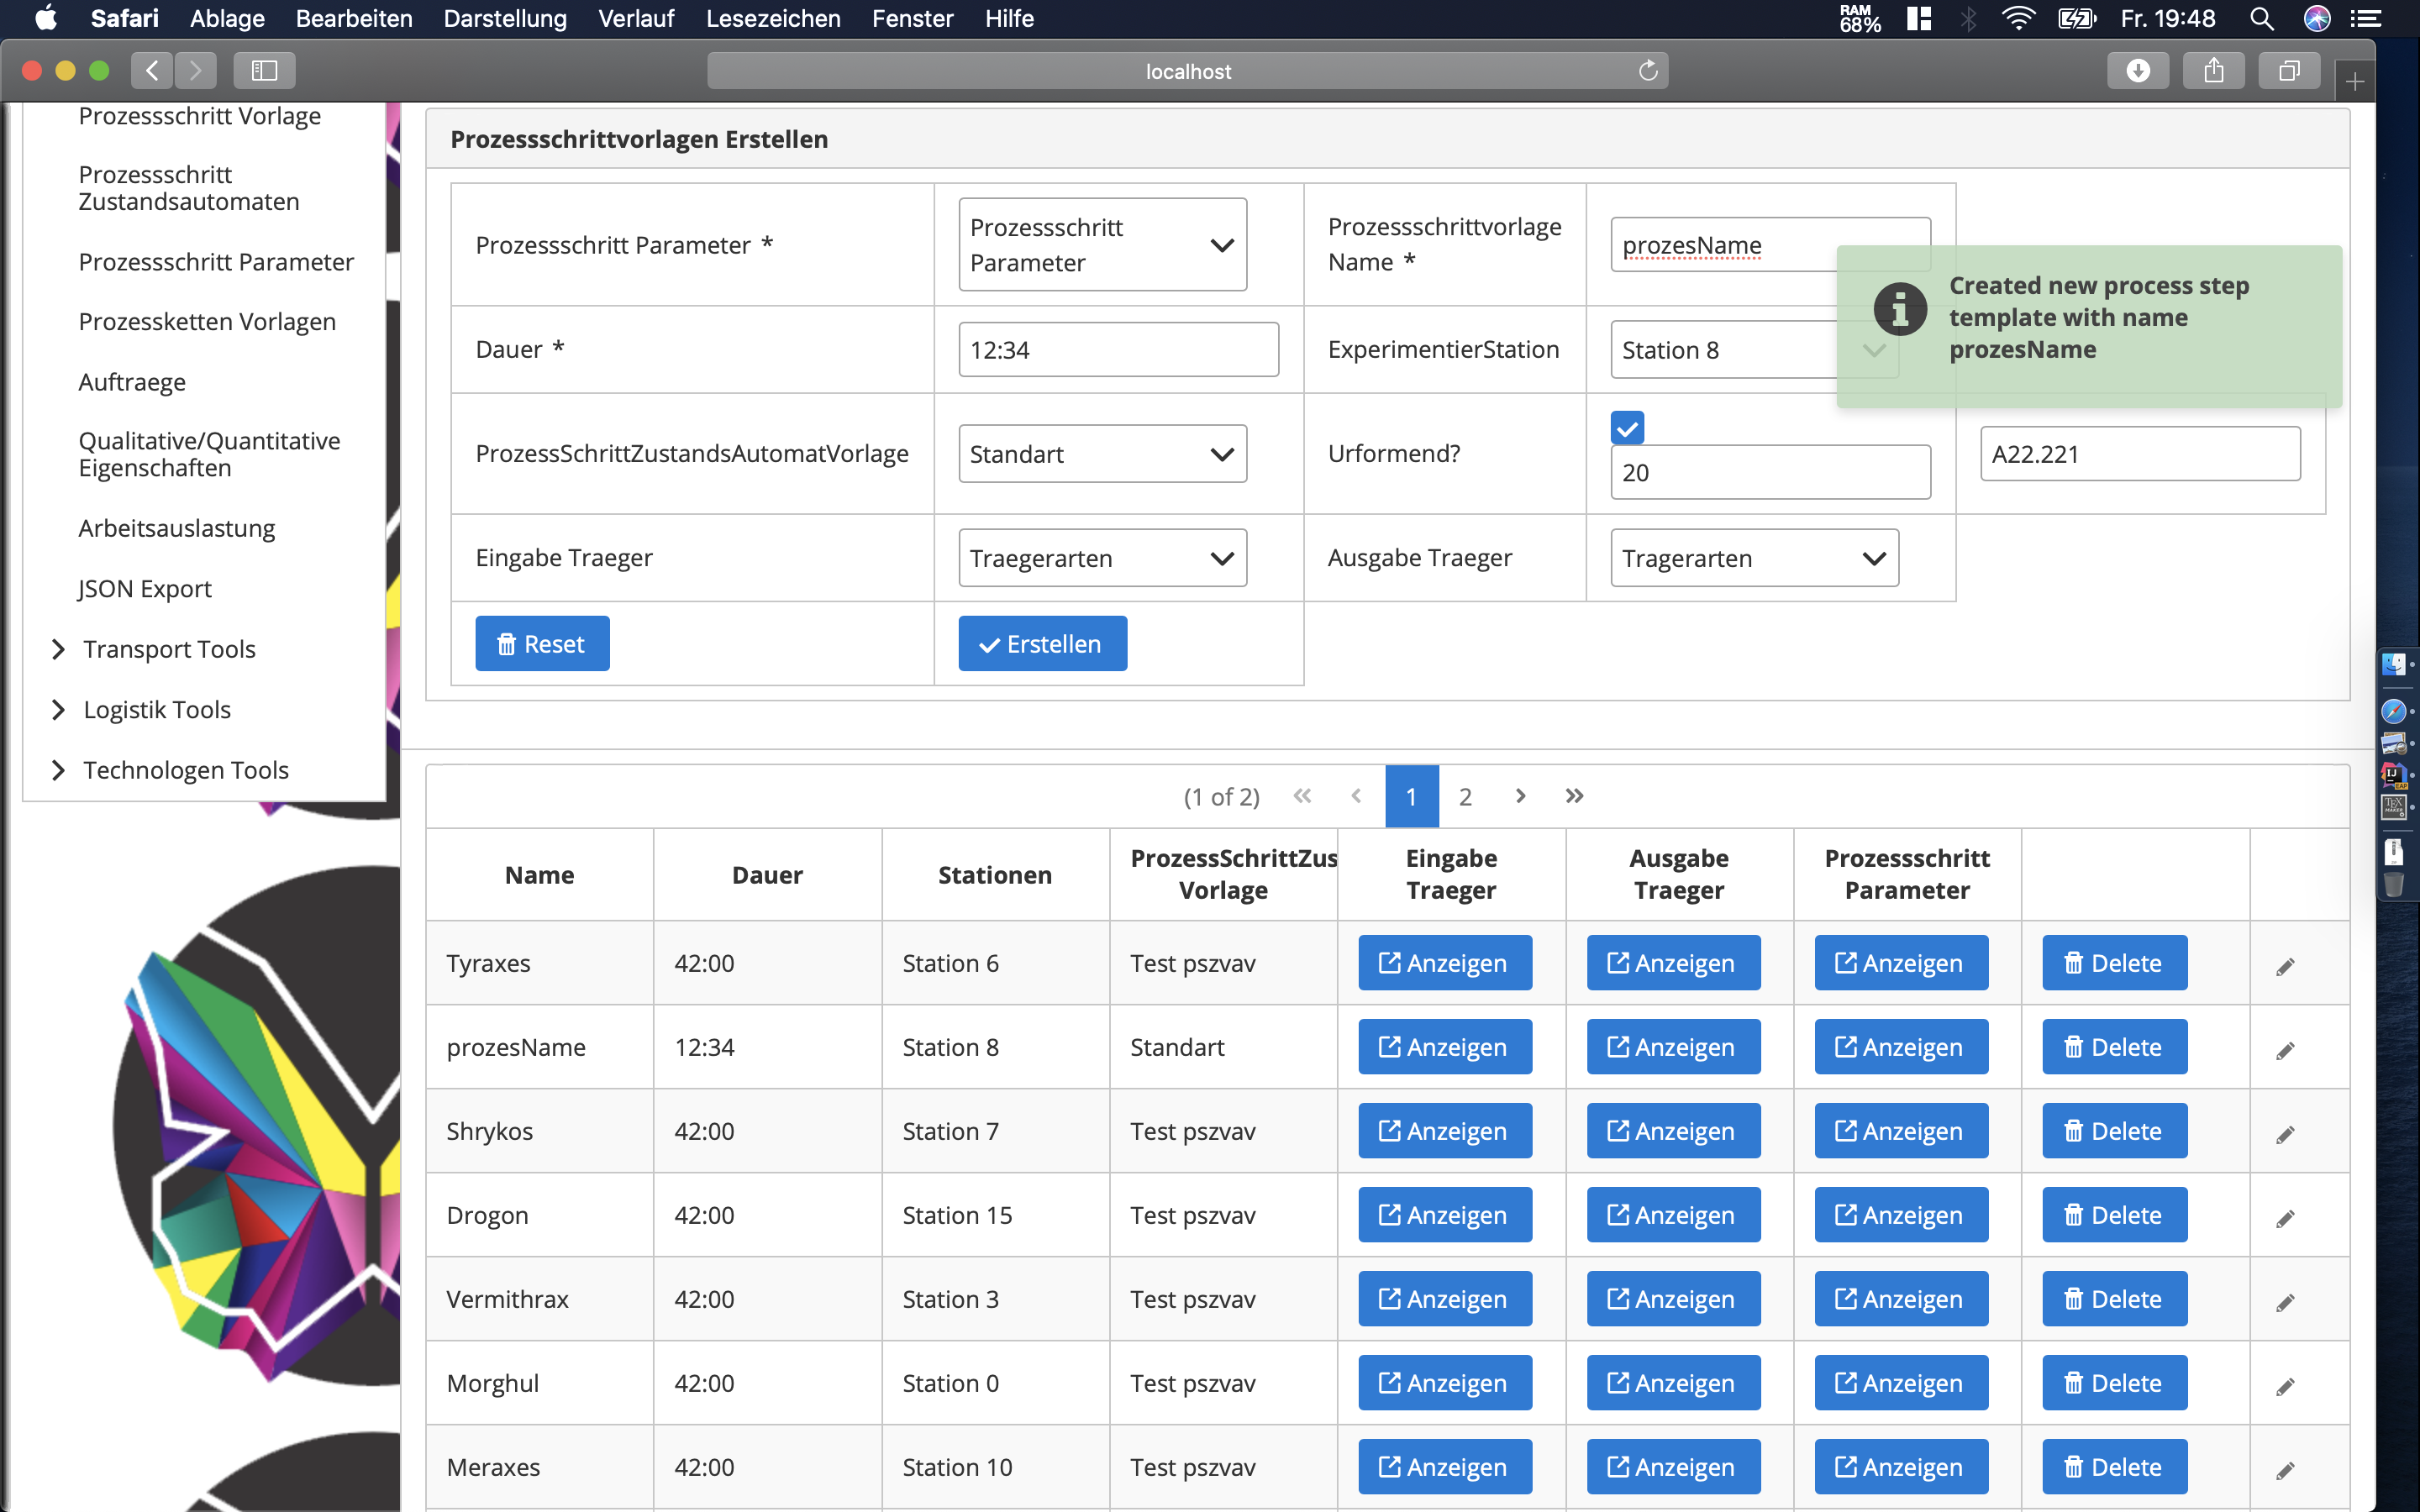 Safari Ablage Bearbeiten Darstellung Verlauf Lesezeichen Fenster Hilfe RAM 68% Fr. 19:48
localhost
Prozessschritt Vorlage
Prozessschritt
Zustandsautomaten
Prozessschritt Parameter
Prozessketten Vorlagen
Auftraege
Qualitative/Quantitative
Eigenschaften
Arbeitsauslastung
JSON Export
Transport Tools
Logistik Tools
Technologen Tools
Prozessschrittvorlagen Erstellen
Prozessschritt Parameter *
Prozessschritt
Parameter
Prozessschrittvorlage
Name *
prozesName
Created new process step
template with name
prozesName
Dauer * 12:34 ExperimentierStation Station 8
ProzessSchrittZustandsAutomatVorlage Standart Urformend? 20 A22.221
Eingabe Traeger Traegerarten Ausgabe Traeger Tragerarten
Reset Erstellen
(1 of 2) 1 2
Name Dauer Stationen
ProzessSchrittZus
Vorlage
Eingabe
Traeger
Ausgabe
Traeger
Prozessschritt
Parameter
Tyraxes 42:00 Station 6 Test pszvav Anzeigen Anzeigen Anzeigen Delete
prozesName 12:34 Station 8 Standart Anzeigen Anzeigen Anzeigen Delete
Shrykos 42:00 Station 7 Test pszvav Anzeigen Anzeigen Anzeigen Delete
Drogon 42:00 Station 15 Test pszvav Anzeigen Anzeigen Anzeigen Delete
Vermithrax 42:00 Station 3 Test pszvav Anzeigen Anzeigen Anzeigen Delete
Morghul 42:00 Station 0 Test pszvav Anzeigen Anzeigen Anzeigen Delete
Meraxes 42:00 Station 10 Test pszvav Anzeigen Anzeigen Anzeigen Delete